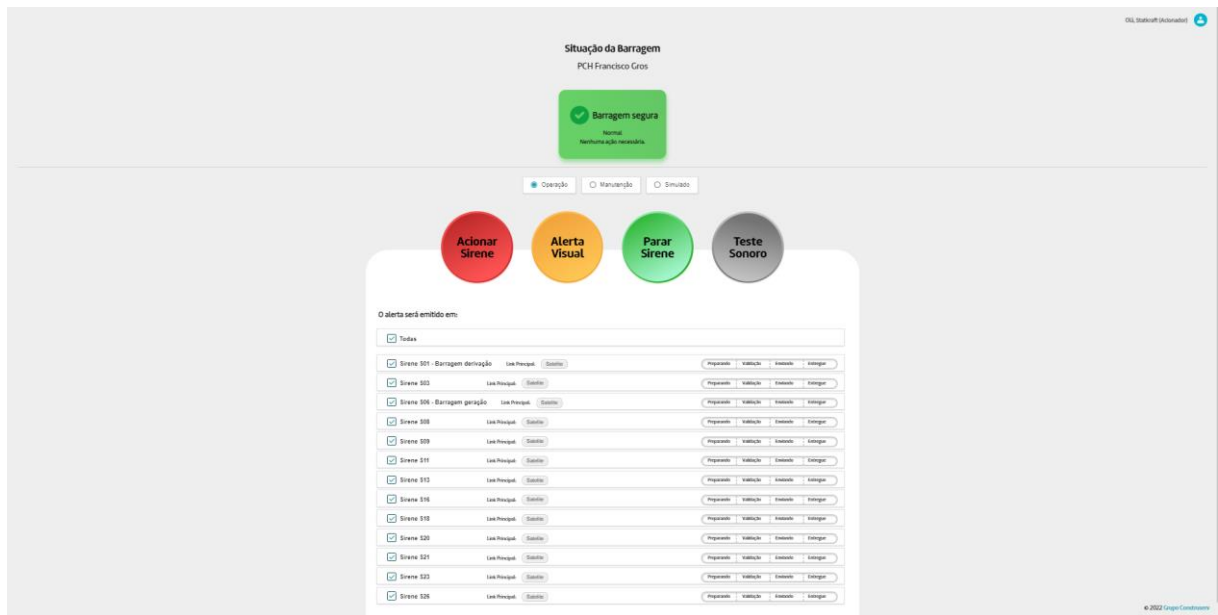 OGL Statkraft (Acionador)
Situação da Barragem
PCH Francisco Gros
Barragem segura
Normal.
Nenhuma ação necessária.
Operação Manutenção Simulado
Acionar Sirene
Alerta Visual
Parar Sirene
Teste Sonoro
O alerta será emitido em:
Todas
Sirene S01 - Barragem derivação Link Principal: Satélite Preparando Validação Enviando Entregue
Sirene S03 Link Principal: Satélite Preparando Validação Enviando Entregue
Sirene S06 - Barragem geração Link Principal: Satélite Preparando Validação Enviando Entregue
Sirene S08 Link Principal: Satélite Preparando Validação Enviando Entregue
Sirene S09 Link Principal: Satélite Preparando Validação Enviando Entregue
Sirene S11 Link Principal: Satélite Preparando Validação Enviando Entregue
Sirene S13 Link Principal: Satélite Preparando Validação Enviando Entregue
Sirene S16 Link Principal: Satélite Preparando Validação Enviando Entregue
Sirene S18 Link Principal: Satélite Preparando Validação Enviando Entregue
Sirene S20 Link Principal: Satélite Preparando Validação Enviando Entregue
Sirene S21 Link Principal: Satélite Preparando Validação Enviando Entregue
Sirene S23 Link Principal: Satélite Preparando Validação Enviando Entregue
Sirene S26 Link Principal: Satélite Preparando Validação Enviando Entregue
© 2022 Grupo Construserv